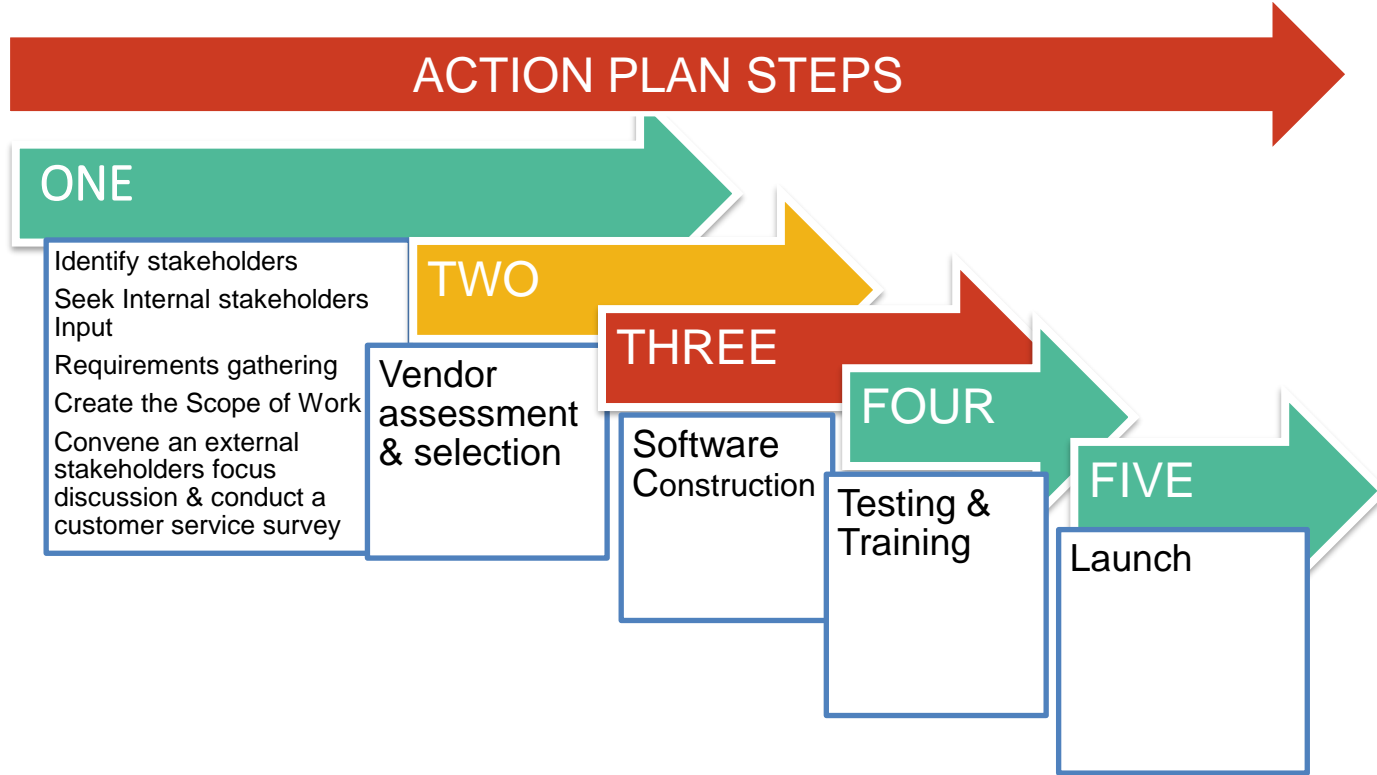 ACTION PLAN STEPS
ONE
Identify stakeholders
Seek Internal stakeholders
Input
Requirements gathering
Create the Scope of Work
Convene an external
stakeholders focus
discussion & conduct a
customer service survey
TWO
Vendor
assessment
& selection
THREE
Software
Construction
FOUR
Testing &
Training
FIVE
Launch